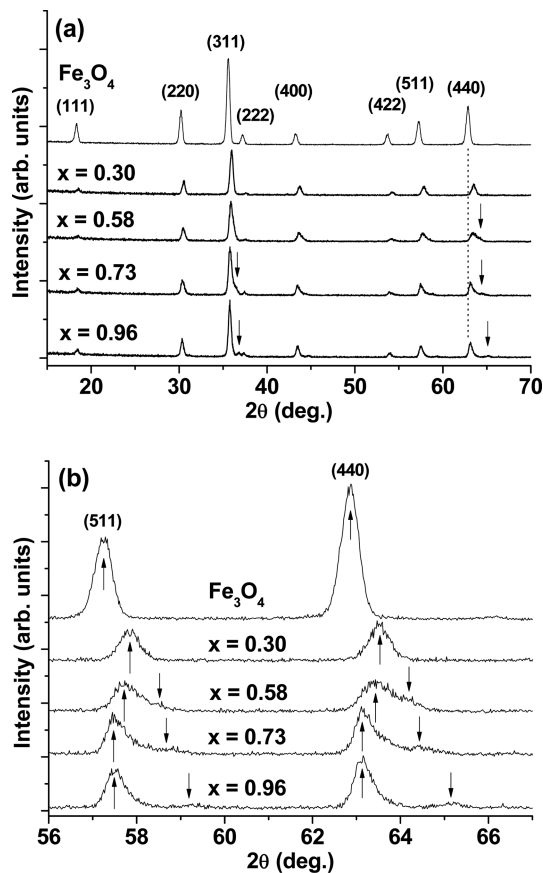 (a)
(311)
Fe₃O₄
(111)
(220)
(222)
(400)
(422)
(511)
(440)
x = 0.30
x = 0.58
x = 0.73
x = 0.96
Intensity (arb. units)
20 30 40 50 60 70
2θ (deg.)
(b)
(440)
(511)
Fe₃O₄
x = 0.30
x = 0.58
x = 0.73
x = 0.96
Intensity (arb. units)
56 58 60 62 64 66
2θ (deg.)